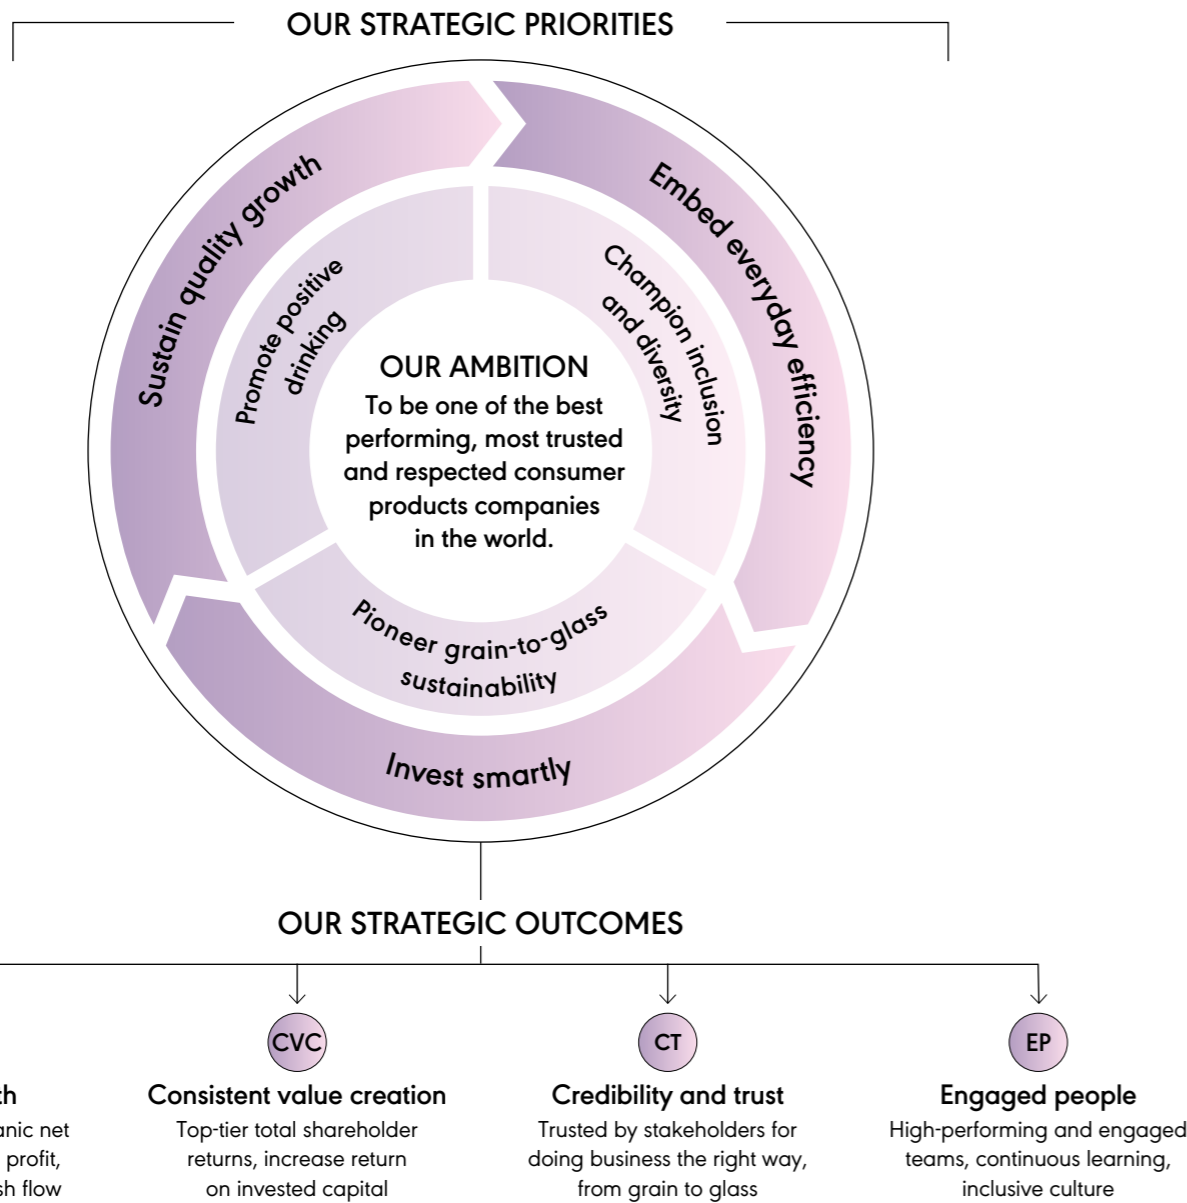 OUR STRATEGIC PRIORITIES
Sustain quality growth
Embed everyday efficiency
Invest smartly
Promote positive
drinking
Champion inclusion
and diversity
Pioneer grain-to-glass
sustainability
OUR AMBITION
To be one of the best
performing, most trusted
and respected consumer
products companies
in the world.
OUR STRATEGIC OUTCOMES
net
profit,
flow
CVC
Consistent value creation
Top-tier total shareholder
returns, increase return
on invested capital
CT
Credibility and trust
Trusted by stakeholders for
doing business the right way,
from grain to glass
EP
Engaged people
High-performing and engaged
teams, continuous learning,
inclusive culture